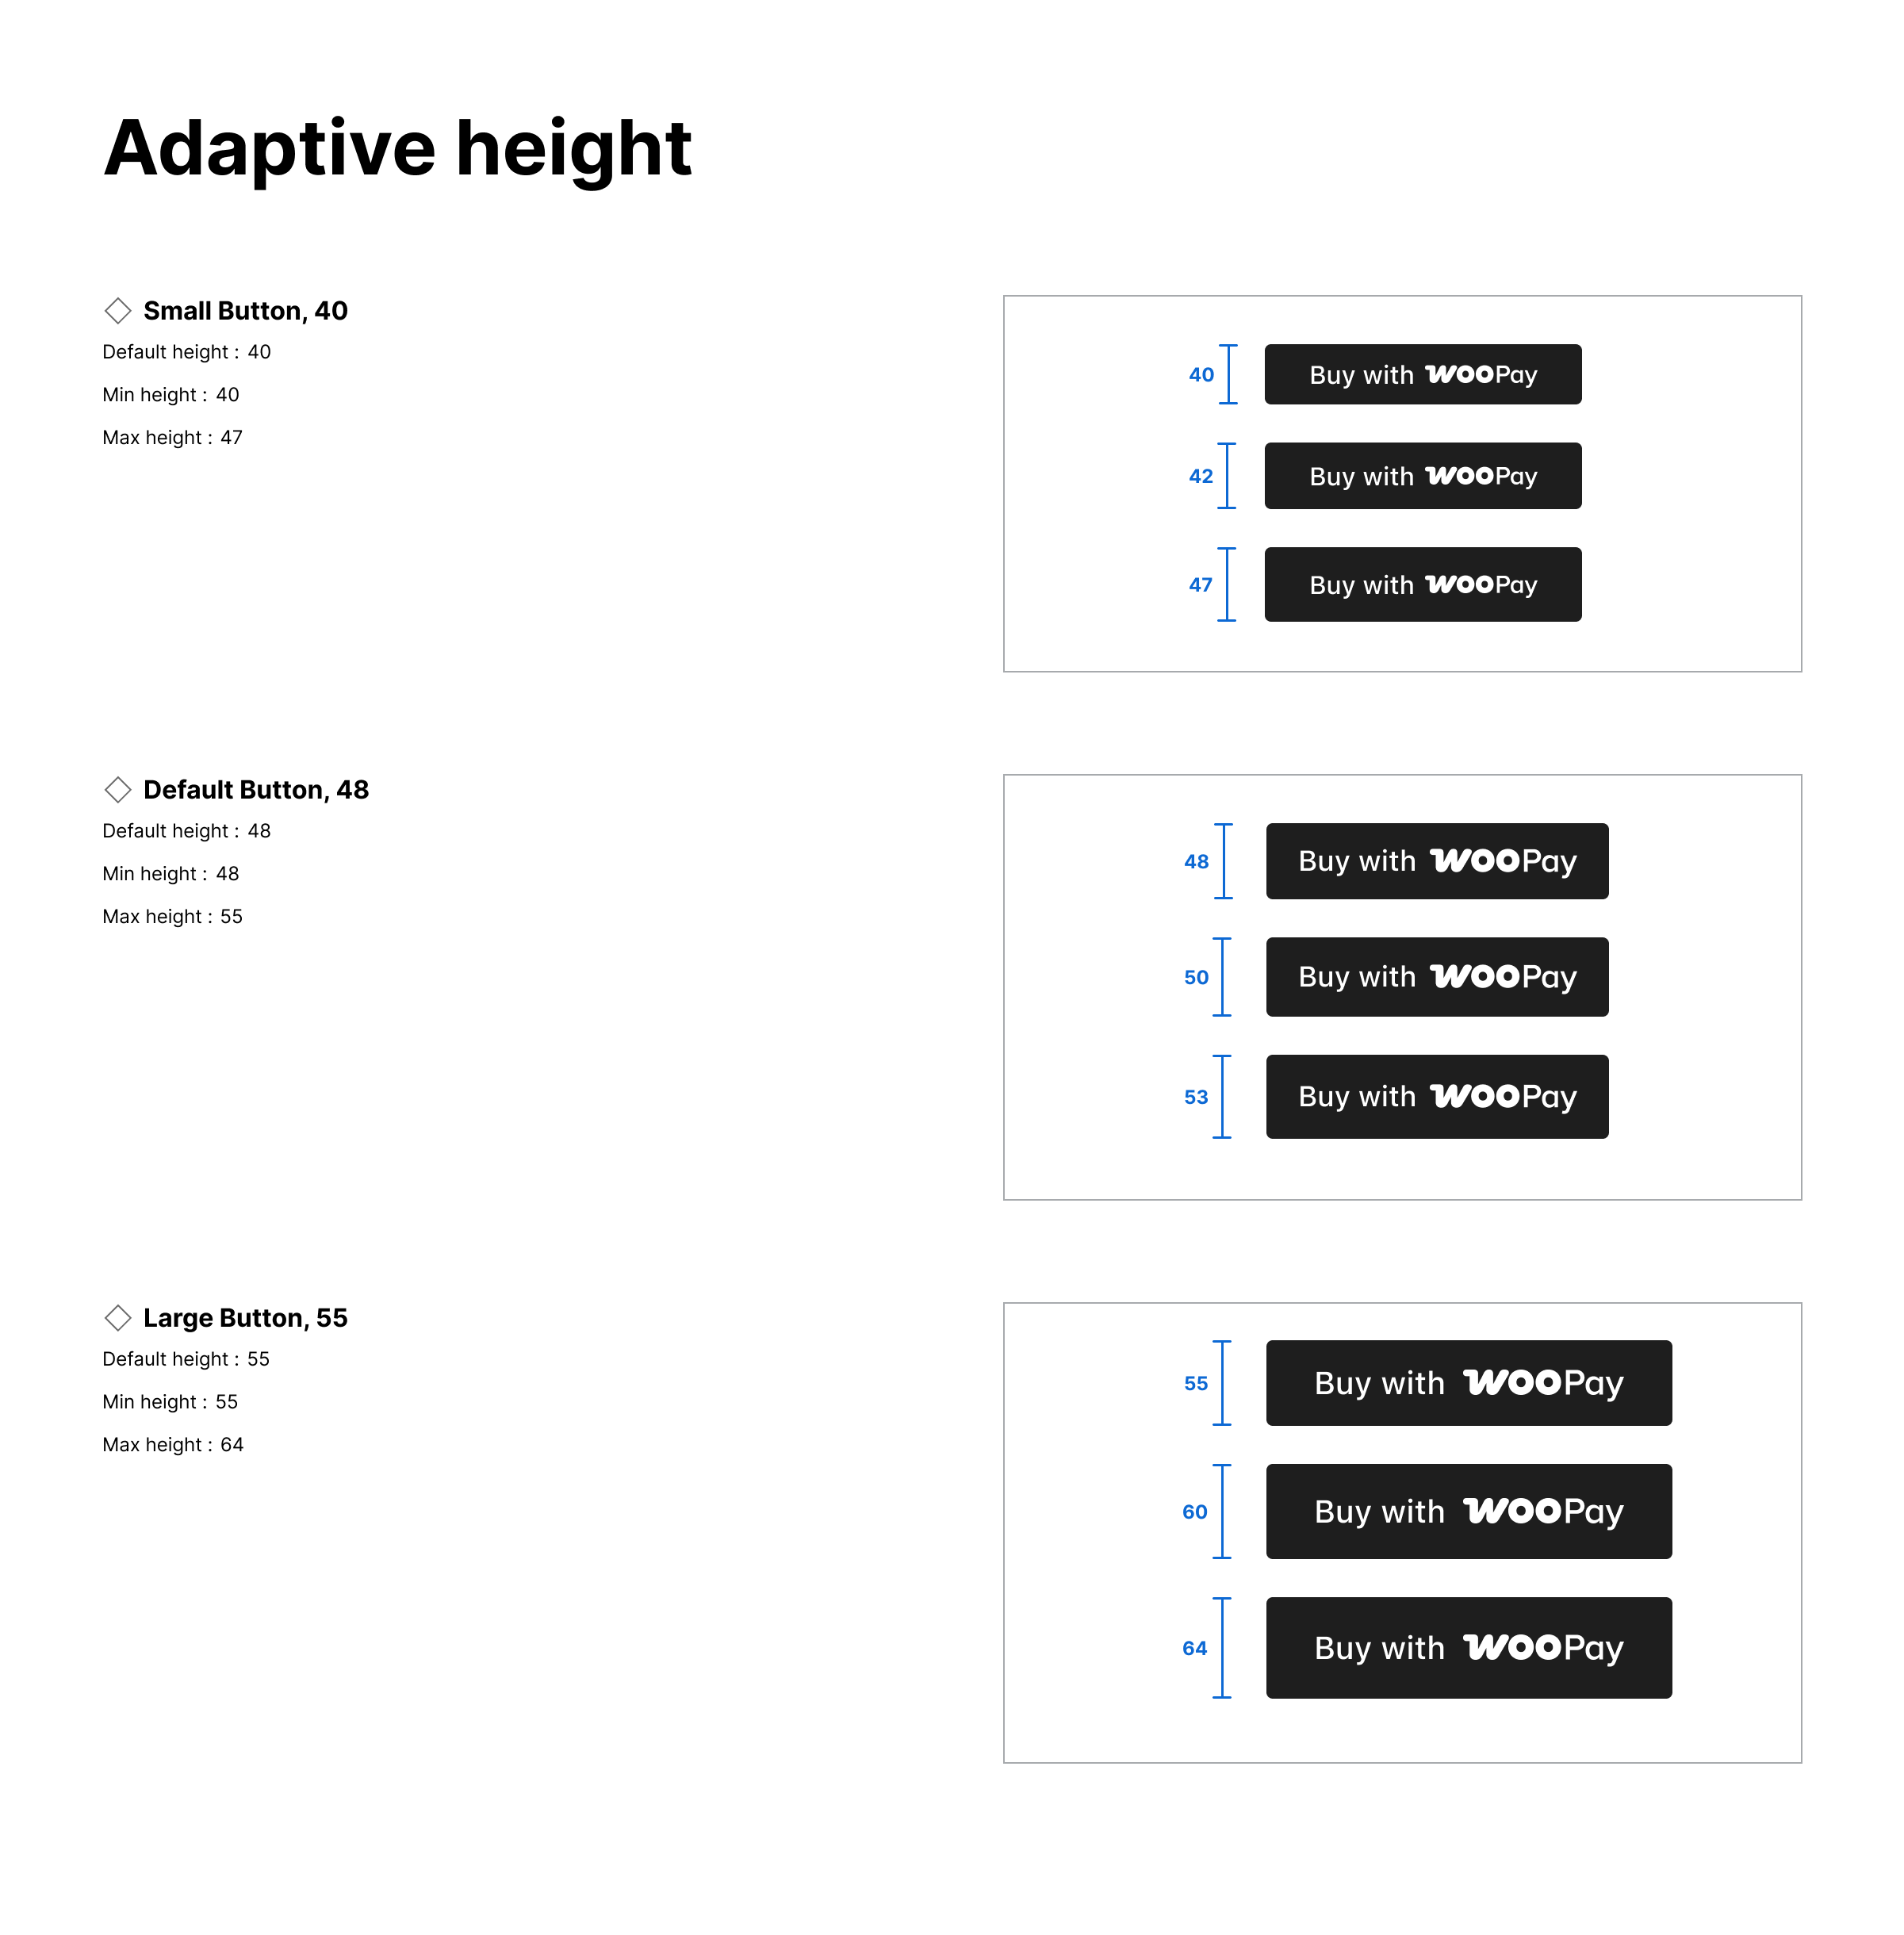 Adaptive height
Small Button, 40
Default height : 40
Min height : 40
Max height : 47
40
Buy with WOOPay
42
Buy with WOOPay
47
Buy with WOOPay
Default Button, 48
Default height : 48
Min height : 48
Max height : 55
48
Buy with WOOPay
50
Buy with WOOPay
53
Buy with WOOPay
Large Button, 55
Default height : 55
Min height : 55
Max height : 64
55
Buy with WOOPay
60
Buy with WOOPay
64
Buy with WOOPay